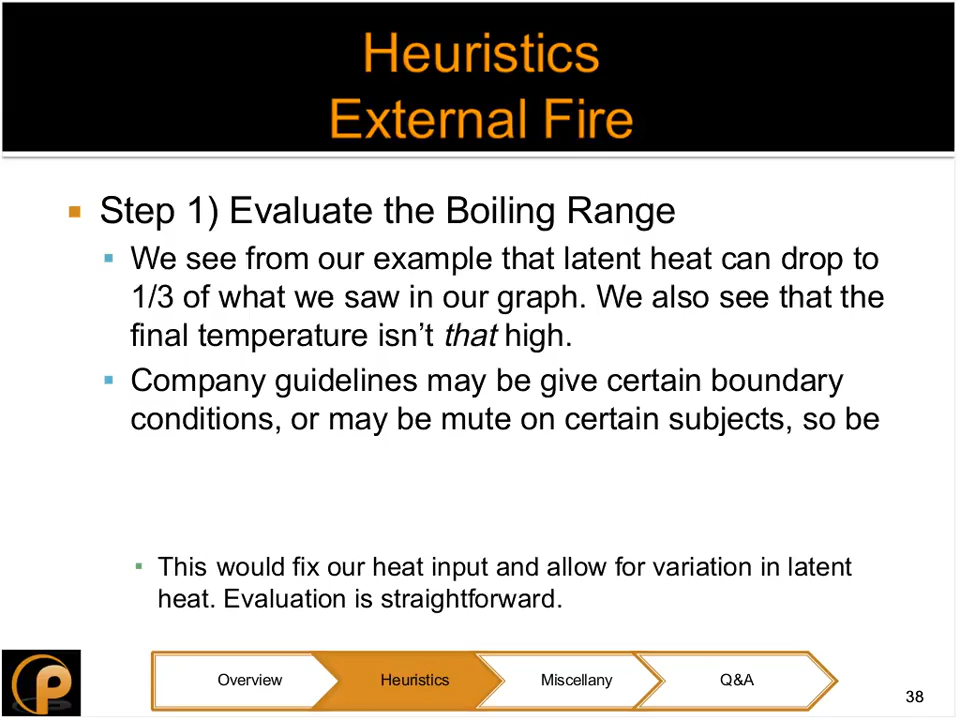 Heuristics
External Fire
Step 1) Evaluate the Boiling Range
We see from our example that latent heat can drop to
1/3 of what we saw in our graph. We also see that the
final temperature isn’t that high.
Company guidelines may be give certain boundary
conditions, or may be mute on certain subjects, so be
This would fix our heat input and allow for variation in latent
heat. Evaluation is straightforward.
Overview
Heuristics
Miscellany
Q&A
38